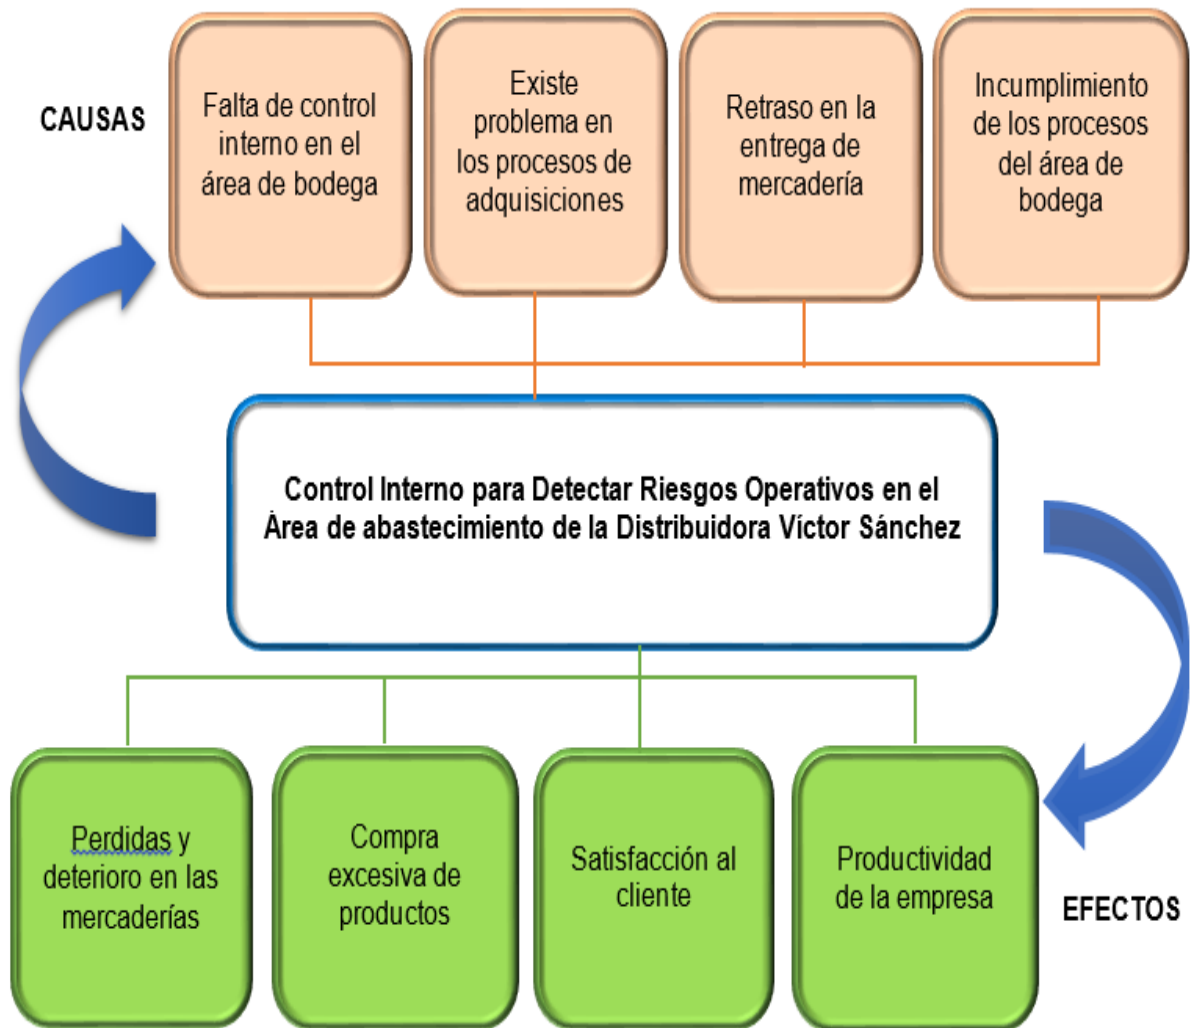 CAUSAS
Falta de control
interno en el
área de bodega
Existe
problema en
los procesos de
adquisiciones
Retraso en la
entrega de
mercadería
Incumplimiento
de los procesos
del área de
bodega
Control Interno para Detectar Riesgos Operativos en el
Área de abastecimiento de la Distribuidora Víctor Sánchez
Perdidas y
deterioro en las
mercaderías
Compra
excesiva de
productos
Satisfacción al
cliente
Productividad
de la empresa
EFECTOS